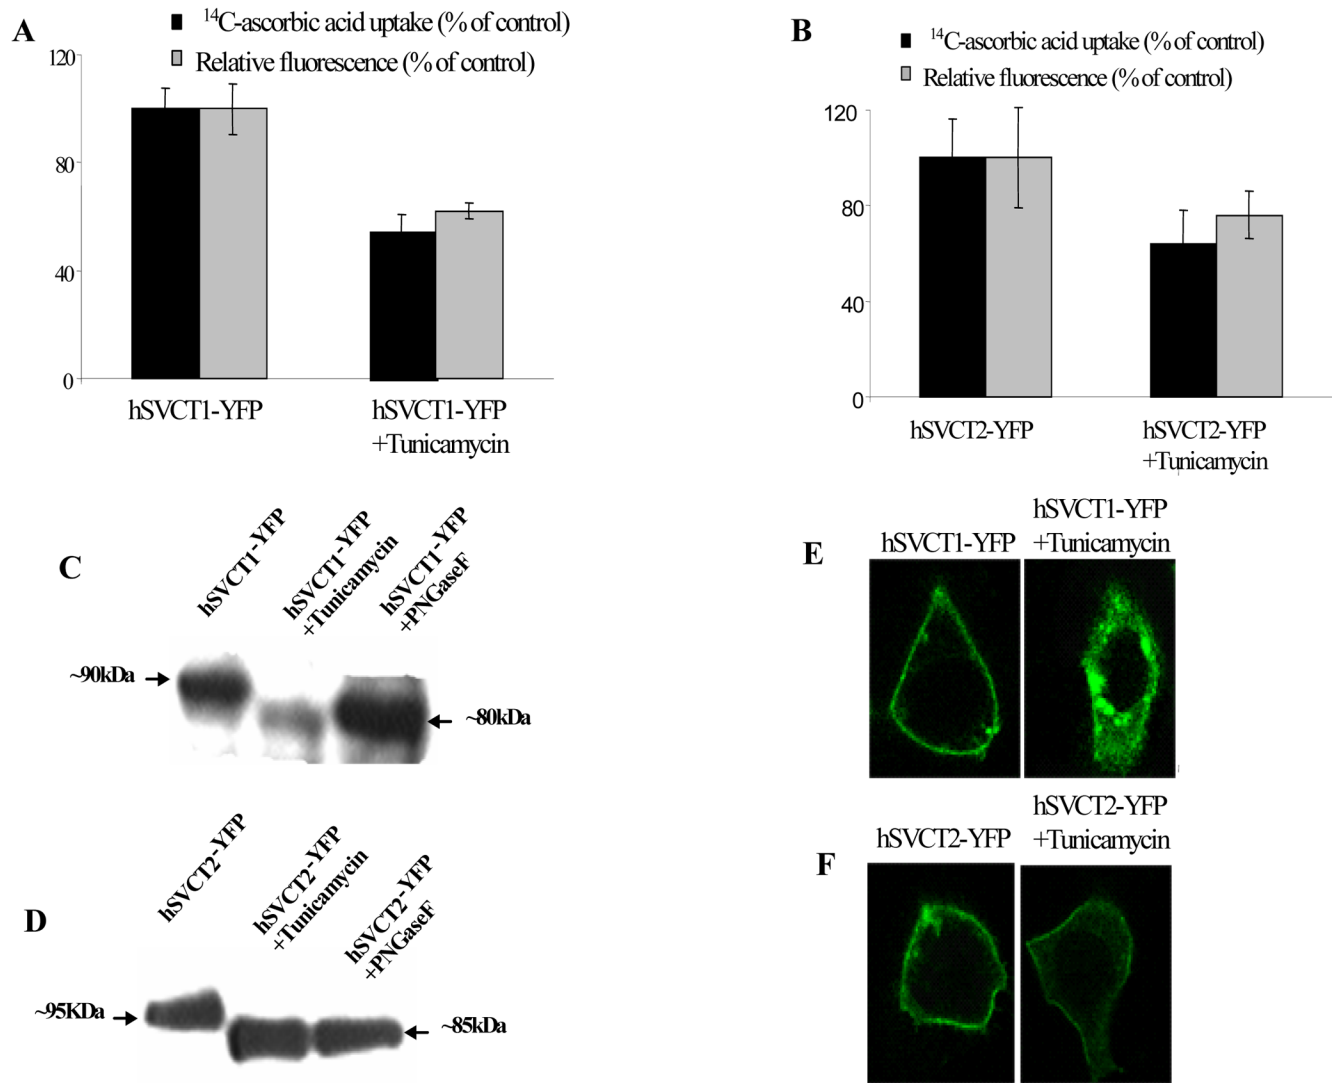 A
¹⁴C-ascorbic acid uptake (% of control)
Relative fluorescence (% of control)
120
80
40
0
hSVCT1-YFP
hSVCT1-YFP
+Tunicamycin
B
¹⁴C-ascorbic acid uptake (% of control)
Relative fluorescence (% of control)
120
80
40
0
hSVCT2-YFP
hSVCT2-YFP
+Tunicamycin
C
hSVCT1-YFP
hSVCT1-YFP
+Tunicamycin
hSVCT1-YFP
+PNGaseF
~90kDa
~80kDa
D
hSVCT2-YFP
hSVCT2-YFP
+Tunicamycin
hSVCT2-YFP
+PNGaseF
~95KDa
~85kDa
E
hSVCT1-YFP
hSVCT1-YFP
+Tunicamycin
F
hSVCT2-YFP
hSVCT2-YFP
+Tunicamycin